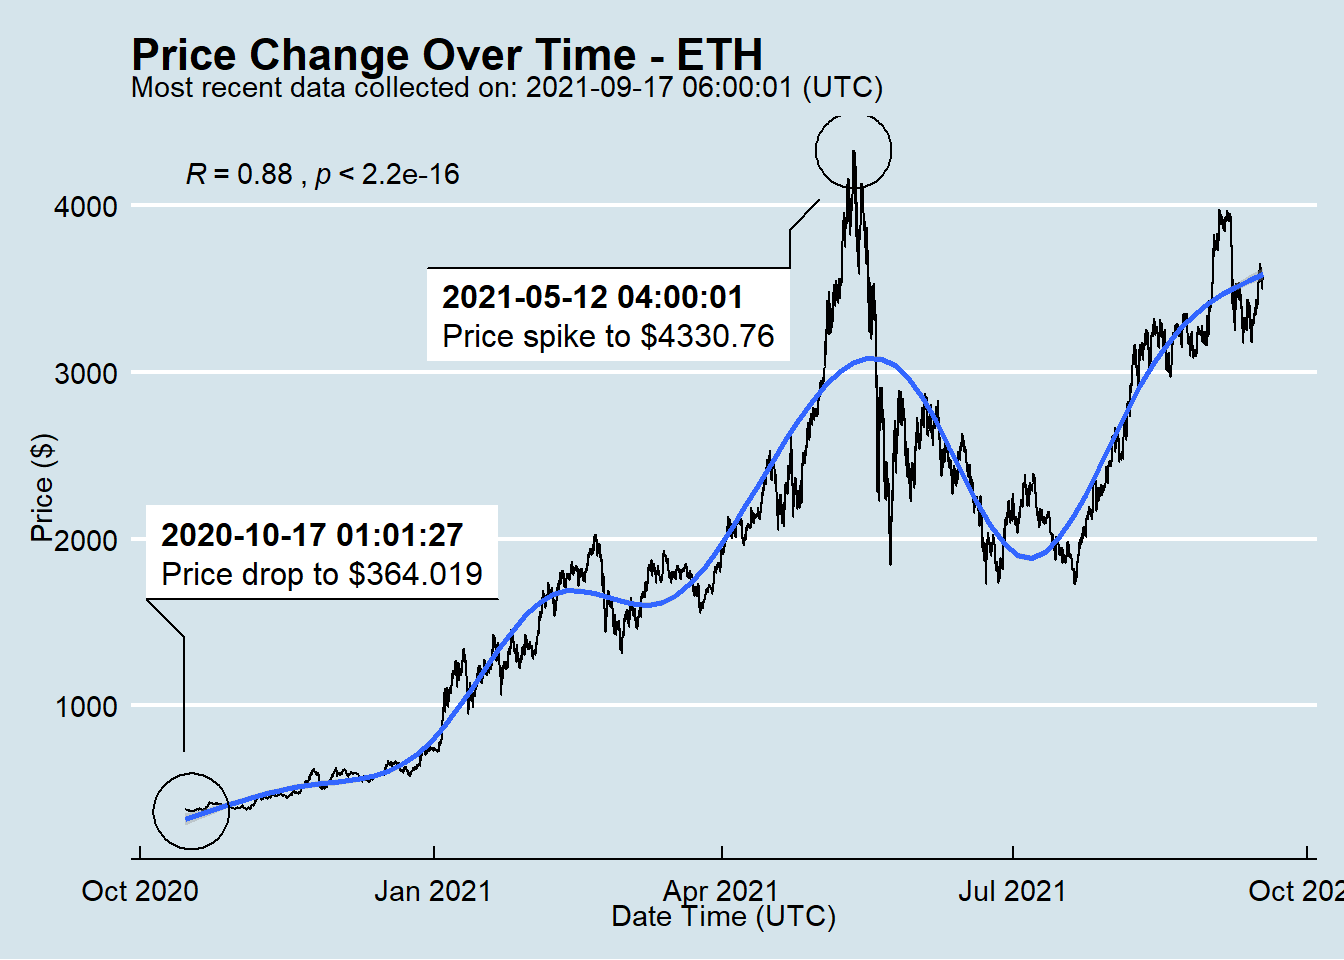 Price Change Over Time - ETH
Most recent data collected on: 2021-09-17 06:00:01 (UTC)
R = 0.88 , p < 2.2e-16
4000
2021-05-12 04:00:01
Price spike to $4330.76
3000
Price ($)
2020-10-17 01:01:27
2000
Price drop to $364.019
1000
Oct 2020 Jan 2021 Apr 2021 Jul 2021 Oct 202
Date Time (UTC)